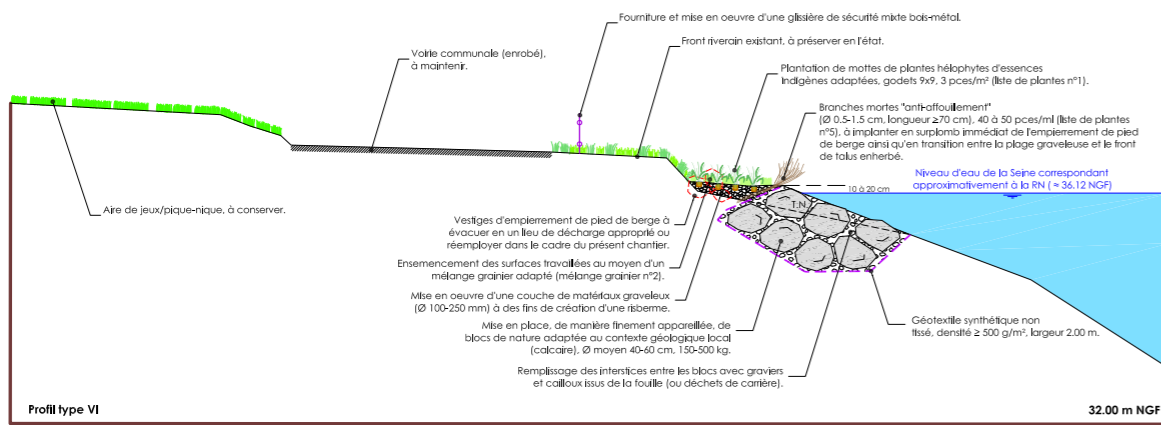 Fourniture et mise en oeuvre d'une glissière de sécurité mixte bois-métal.
Front riverain existant, à préserver en l'état.
Voirie communale (enrobé),
à maintenir.
Plantation de mottes de plantes hélophytes d'essences
indigènes adaptées, godets 9x9, 3 pces/m² (liste de plantes n°1).
Branches mortes "anti-affouillement"
(Ø 0.5-1.5 cm, longueur ≥70 cm), 40 à 50 pces/ml (liste de plantes
n°5), à implanter en surplomb immédiat de l'empierrement de pied
de berge ainsi qu'en transition entre la plage graveleuse et le front
de talus enherbé.
Niveau d'eau de la Seine correspondant
approximativement à la RN ( ≈ 36.12 NGF)
10 à 20 cm
T.N.
Aire de jeux/pique-nique, à conserver.
Vestiges d'empierrement de pied de berge à
évacuer en un lieu de décharge approprié ou
réemployer dans le cadre du présent chantier.
Ensemencement des surfaces travaillées au moyen d'un
mélange grainier adapté (mélange grainier n°2).
Mise en oeuvre d'une couche de matériaux graveleux
(Ø 100-250 mm) à des fins de création d'une risberme.
Mise en place, de manière finement appareillée, de
blocs de nature adaptée au contexte géologique local
(calcaire), Ø moyen 40-60 cm, 150-500 kg.
Remplissage des interstices entre les blocs avec graviers
et cailloux issus de la fouille (ou déchets de carrière).
Géotextile synthétique non
tissé, densité ≥ 500 g/m², largeur 2.00 m.
Profil type VI
32.00 m NGF